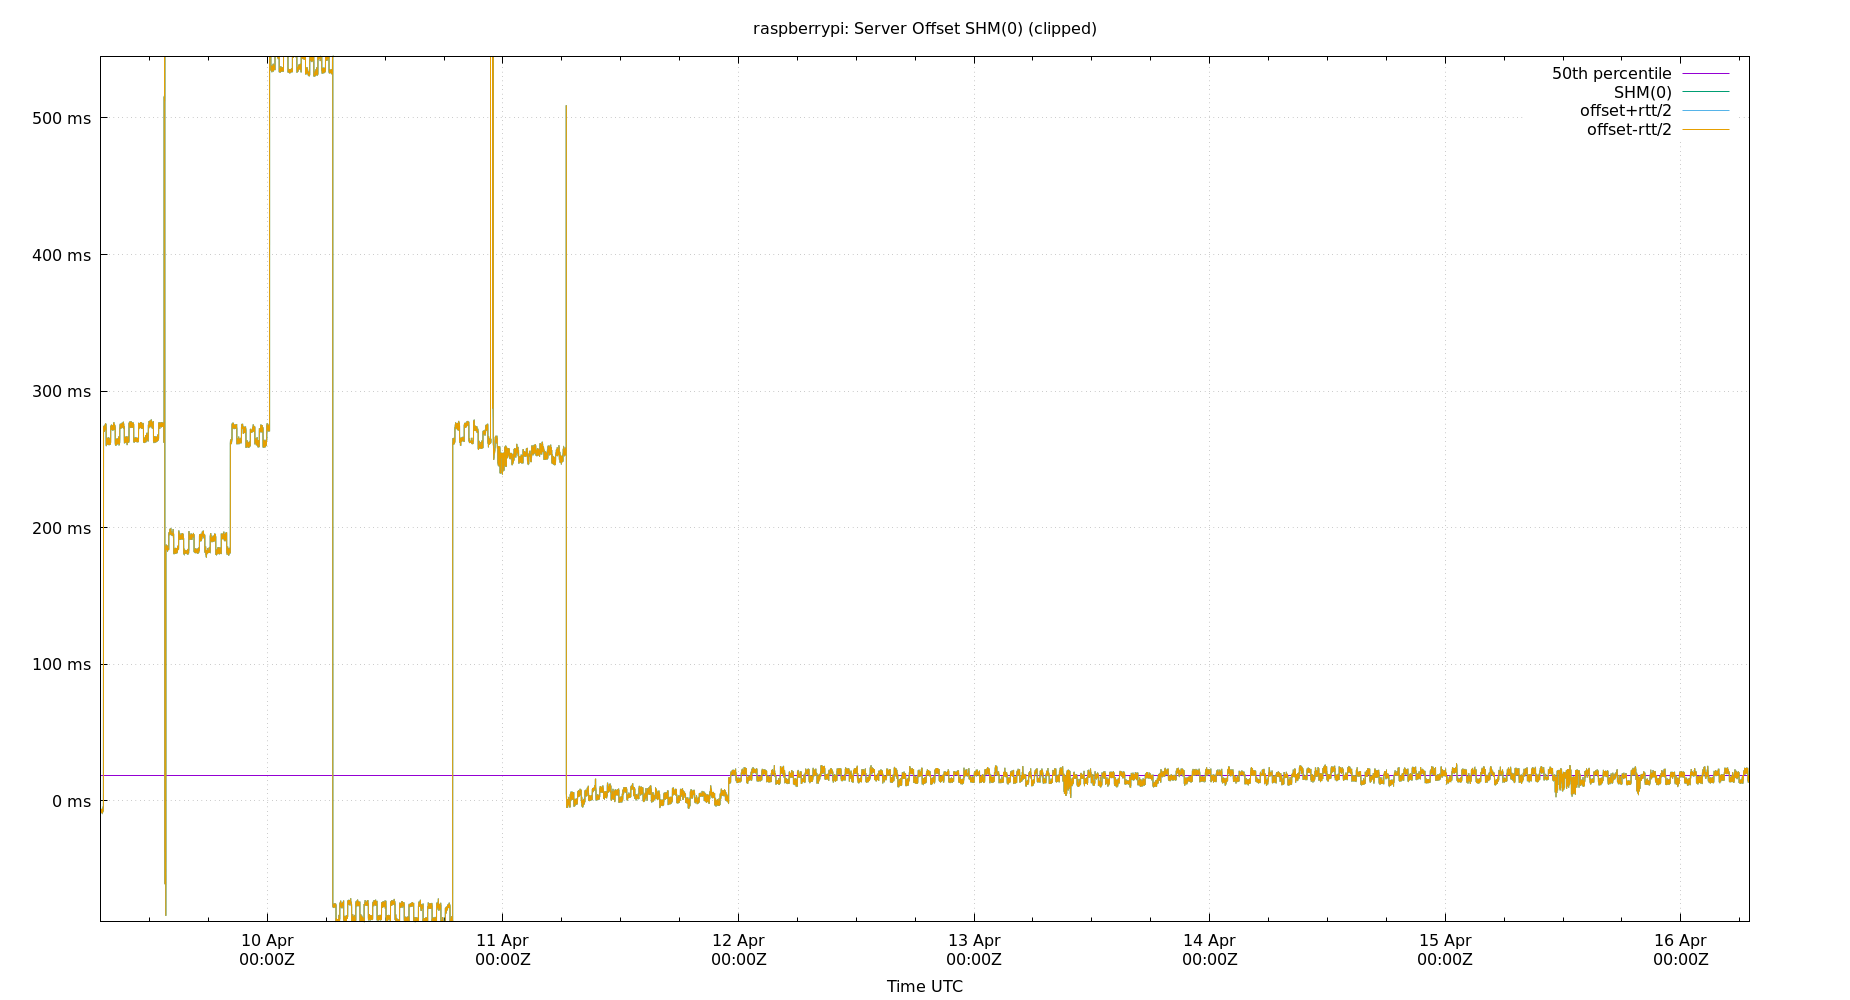 raspberrypi: Server Offset SHM(0) (clipped)
50th percentile
SHM(0)
offset+rtt/2
offset-rtt/2
500 ms
400 ms
300 ms
200 ms
100 ms
0 ms
10 Apr 11 Apr 12 Apr 13 Apr 14 Apr 15 Apr 16 Apr
00:00Z 00:00Z 00:00Z 00:00Z 00:00Z 00:00Z 00:00Z
Time UTC